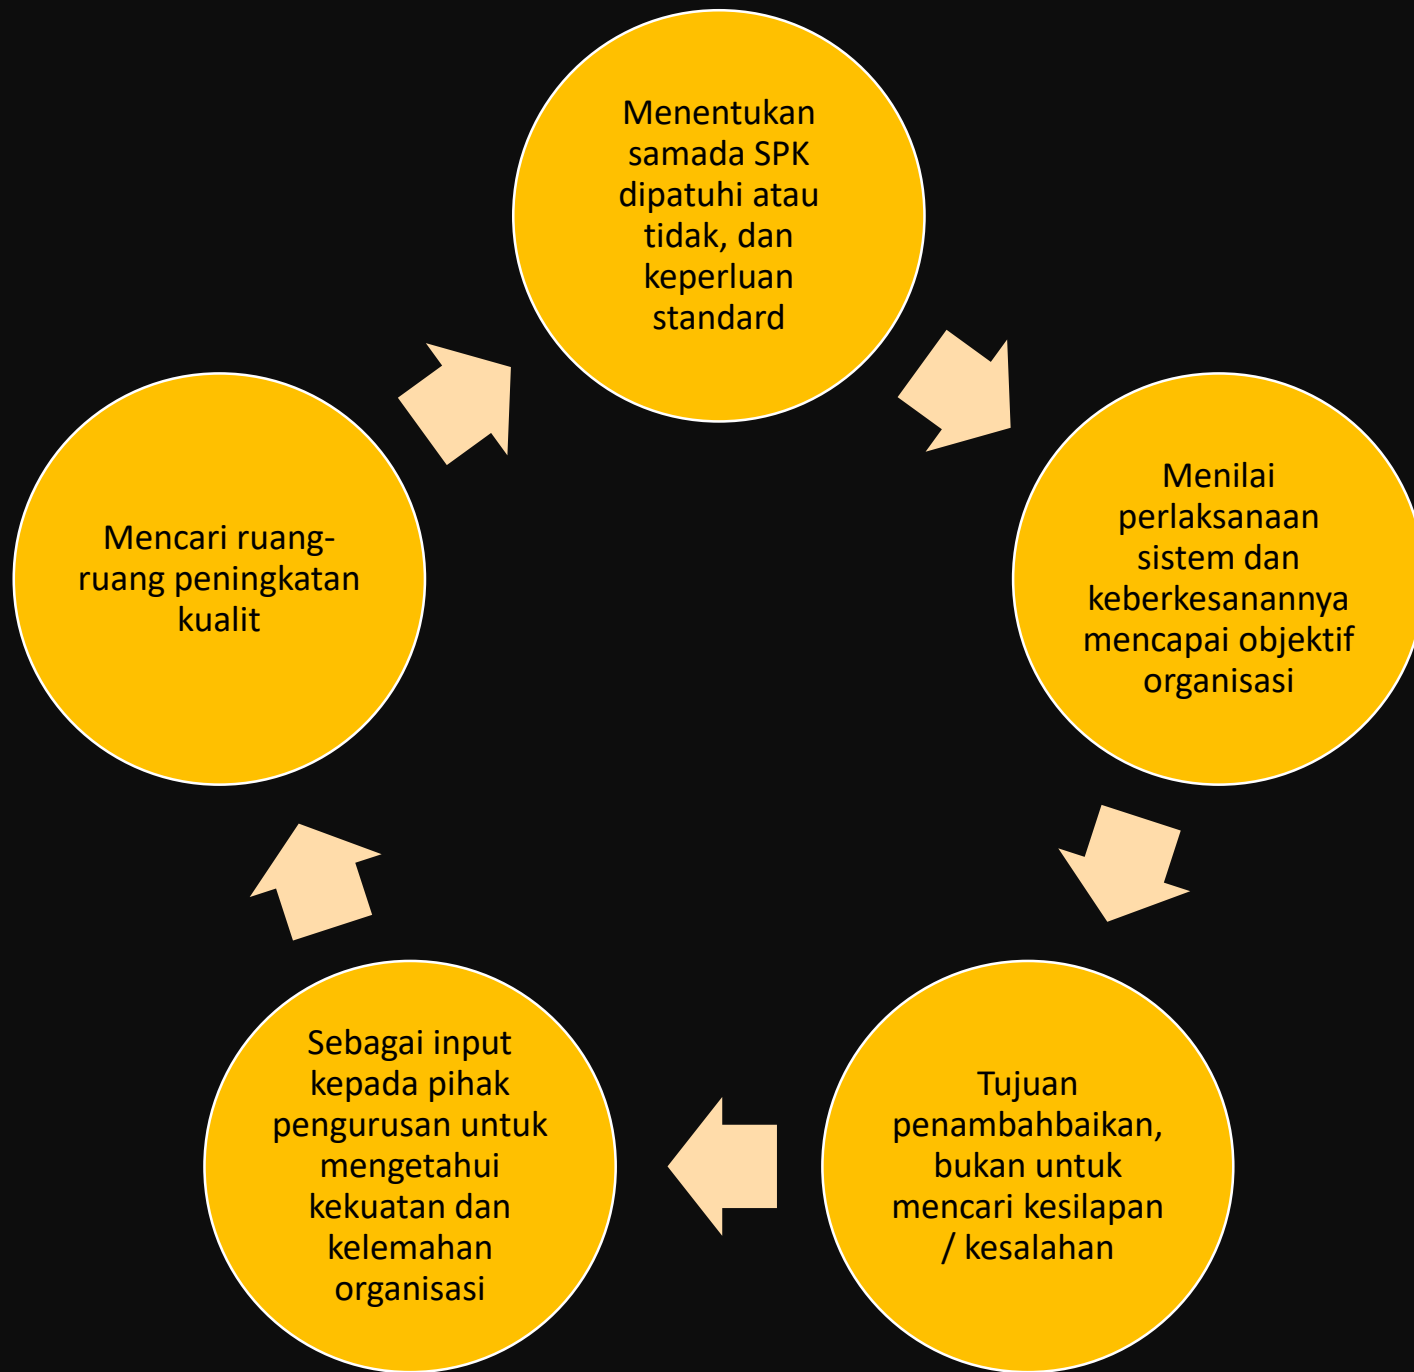 Menentukan
samada SPK
dipatuhi atau
tidak, dan
keperluan
standard
Menilai
perlaksanaan
sistem dan
keberkesanannya
mencapai objektif
organisasi
Tujuan
penambahbaikan,
bukan untuk
mencari kesilapan
/ kesalahan
Sebagai input
kepada pihak
pengurusan untuk
mengetahui
kekuatan dan
kelemahan
organisasi
Mencari ruang-
ruang peningkatan
kualit